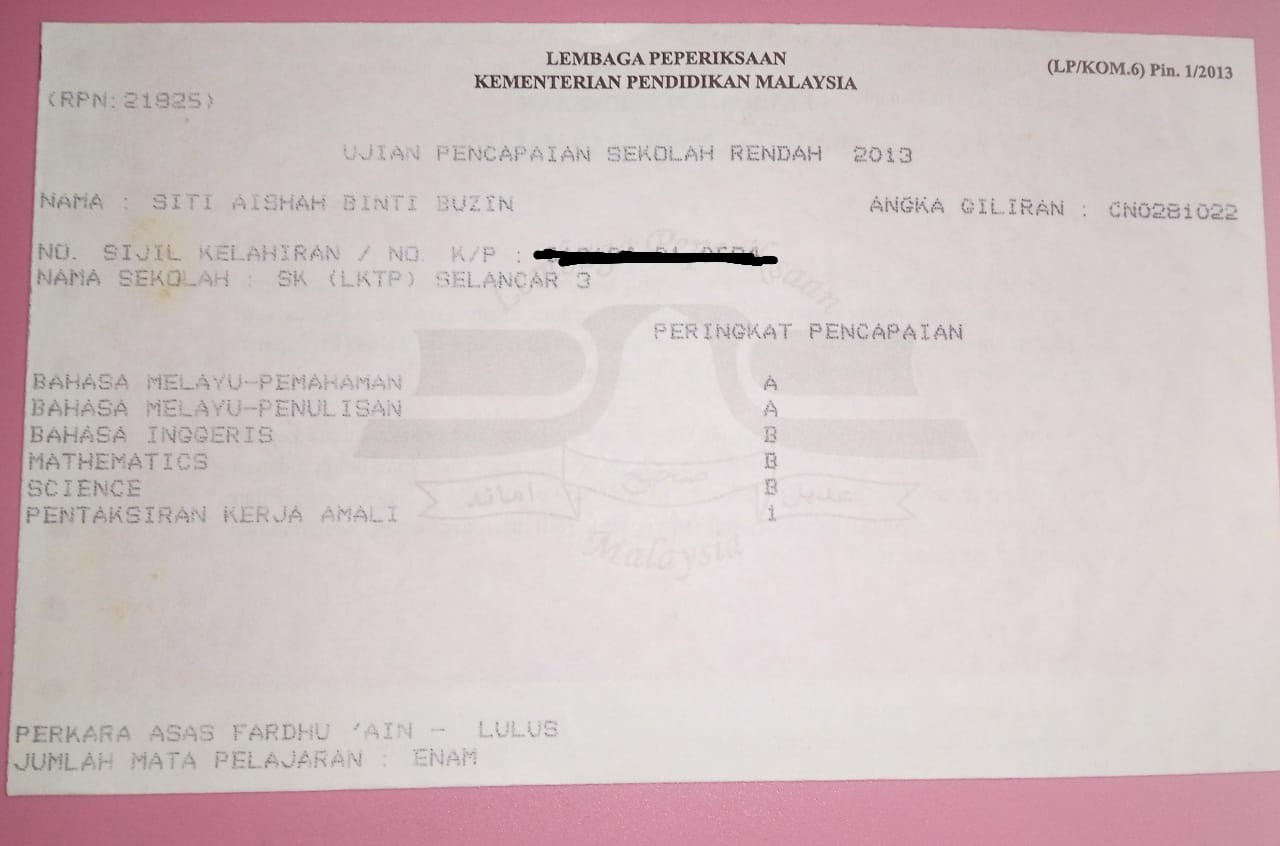 LEMBAGA PEPERIKSAAN
KEMENTERIAN PENDIDIKAN MALAYSIA
(LP/KOM.6) Pin. 1/2013
(RPN:21825)
UJIAN PENCAPAIAN SEKOLAH RENDAH 2013
NAMA : SITI AISHAH BINTI BUZIN
ANGKA GILIRAN : CN0281022
NO. SIJIL KELAHIRAN / NO. K/P :
NAMA SEKOLAH : SK (LKTP) SELANCAR 3
Lembaga Peperiksaan
PERINGKAT PENCAPAIAN
BAHASA MELAYU-PEMAHAMAN A
BAHASA MELAYU-PENULISAN A
BAHASA INGGERIS B
MATHEMATICS B
SCIENCE B
امانه عديل
PENTAKSIRAN KERJA AMALI 1
Malaysia
PERKARA ASAS FARDHU 'AIN - LULUS
JUMLAH MATA PELAJARAN : ENAM